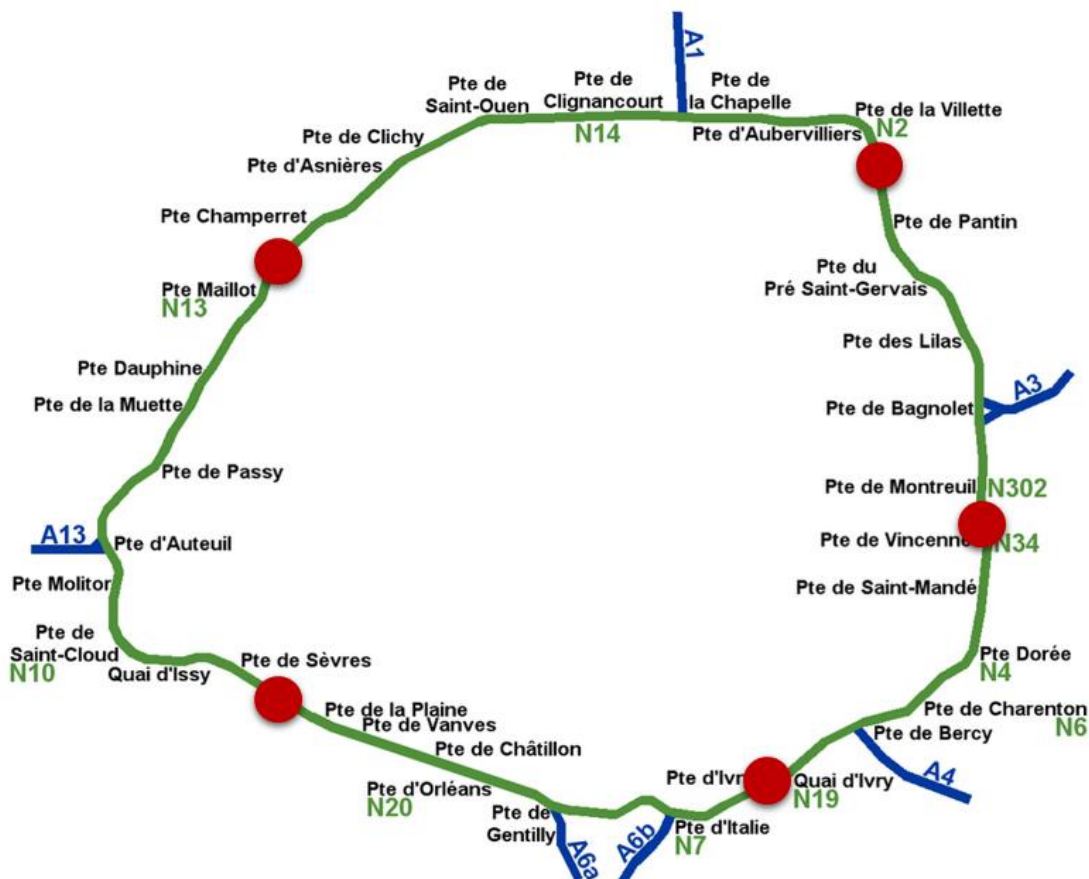 A1
Pte de
Saint-Ouen
Pte de
Clignancourt
N14
Pte de
la Chapelle
Pte d'Aubervilliers
Pte de la Villette
N2
Pte de Clichy
Pte d'Asnières
Pte Champerret
Pte de Pantin
Pte du
Pré Saint-Gervais
Pte Maillot
N13
Pte des Lilas
Pte Dauphine
Pte de la Muette
Pte de Bagnolet
A3
Pte de Passy
Pte de Montreuil
N302
A13
Pte d'Auteuil
Pte de Vincenne
N34
Pte Molitor
Pte de Saint-Mandé
Pte de
Saint-Cloud
N10
Quai d'Issy
Pte de Sèvres
Pte Dorée
N4
Pte de la Plaine
Pte de Vanves
Pte de Châtillon
Pte de Charenton
N6
Pte de Bercy
A4
Pte d'Orléans
N20
Pte d'Ivr
Quai d'Ivry
N19
Pte de
Gentilly
A6a
A6b
Pte d'Italie
N7